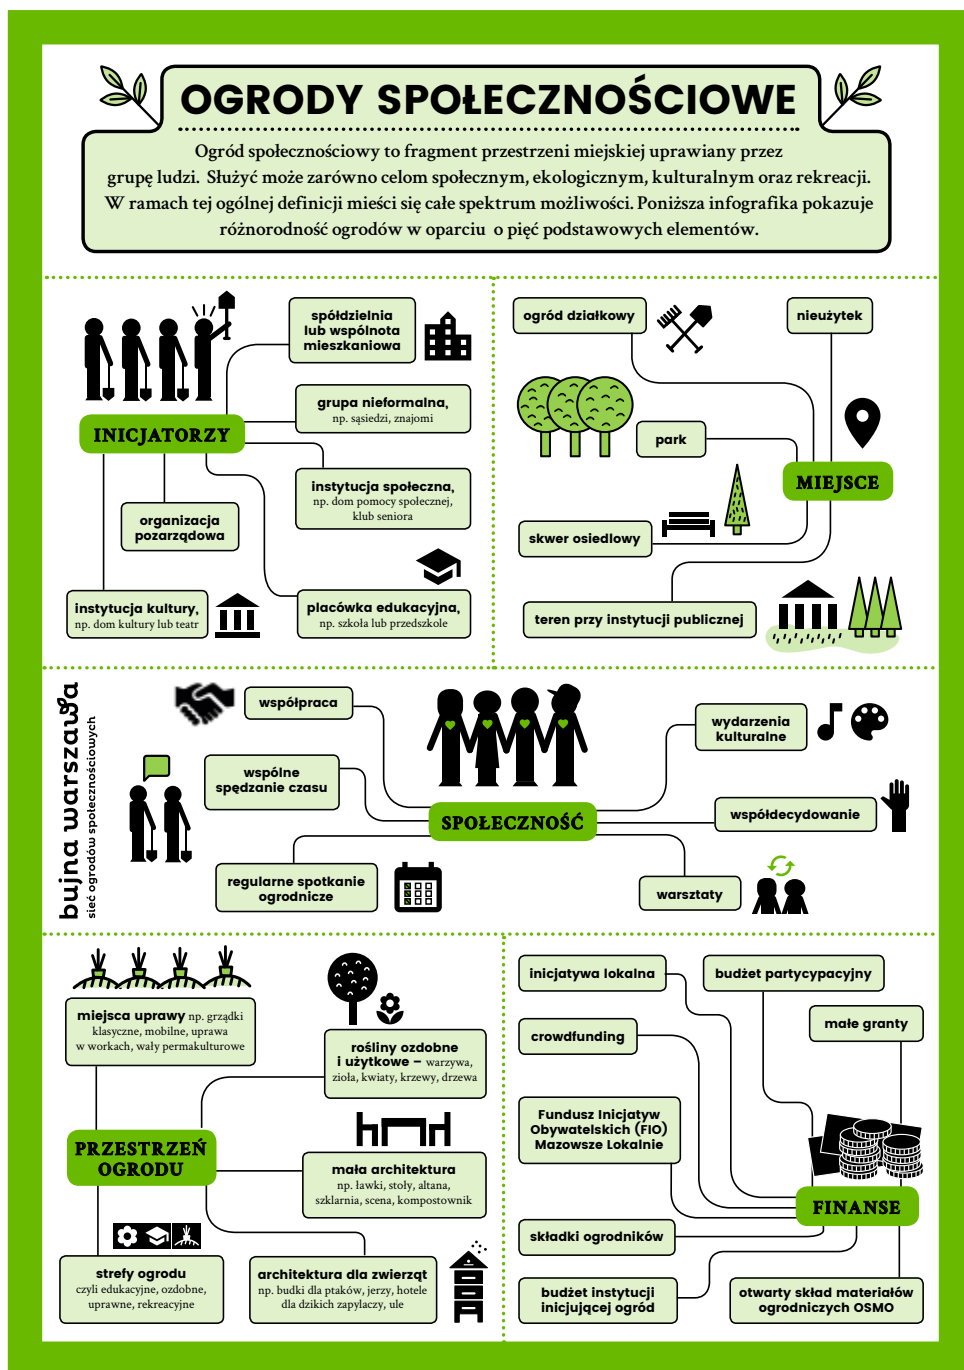 OGRODY SPOŁECZNOŚCIOWE
Ogród społecznościowy to fragment przestrzeni miejskiej uprawiany przez
grupę ludzi. Służyć może zarówno celom społecznym, ekologicznym, kulturalnym oraz rekreacji.
W ramach tej ogólnej definicji mieści się całe spektrum możliwości. Poniższa infografika pokazuje
różnorodność ogrodów w oparciu o pięć podstawowych elementów.
INICJATORZY
spółdzielnia
lub wspólnota
mieszkaniowa
grupa nieformalna,
np. sąsiedzi, znajomi
instytucja społeczna,
np. dom pomocy społecznej,
klub seniora
organizacja
pozarządowa
instytucja kultury,
np. dom kultury lub teatr
placówka edukacyjna,
np. szkoła lub przedszkole
ogród działkowy
nieużytek
park
MIEJSCE
skwer osiedlowy
teren przy instytucji publicznej
bujna warszawa
sieć ogrodów społecznościowych
współpraca
wspólne
spędzanie czasu
regularne spotkanie
ogrodnicze
SPOŁECZNOŚĆ
wydarzenia
kulturalne
współdecydowanie
warsztaty
miejsca uprawy np. grządki
klasyczne, mobilne, uprawa
w workach, wały permakulturowe
rośliny ozdobne
i użytkowe – warzywa,
zioła, kwiaty, krzewy, drzewa
PRZESTRZEŃ
OGRODU
mała architektura
np. ławki, stoły, altana,
szklarnia, scena, kompostownik
strefy ogrodu
czyli edukacyjne, ozdobne,
uprawne, rekreacyjne
architektura dla zwierząt
np. budki dla ptaków, jerzy, hotele
dla dzikich zapylaczy, ule
inicjatywa lokalna
budżet partycypacyjny
crowdfunding
małe granty
Fundusz Inicjatyw
Obywatelskich (FIO)
Mazowsze Lokalnie
FINANSE
składki ogrodników
budżet instytucji
inicjującej ogród
otwarty skład materiałów
ogrodniczych OSMO